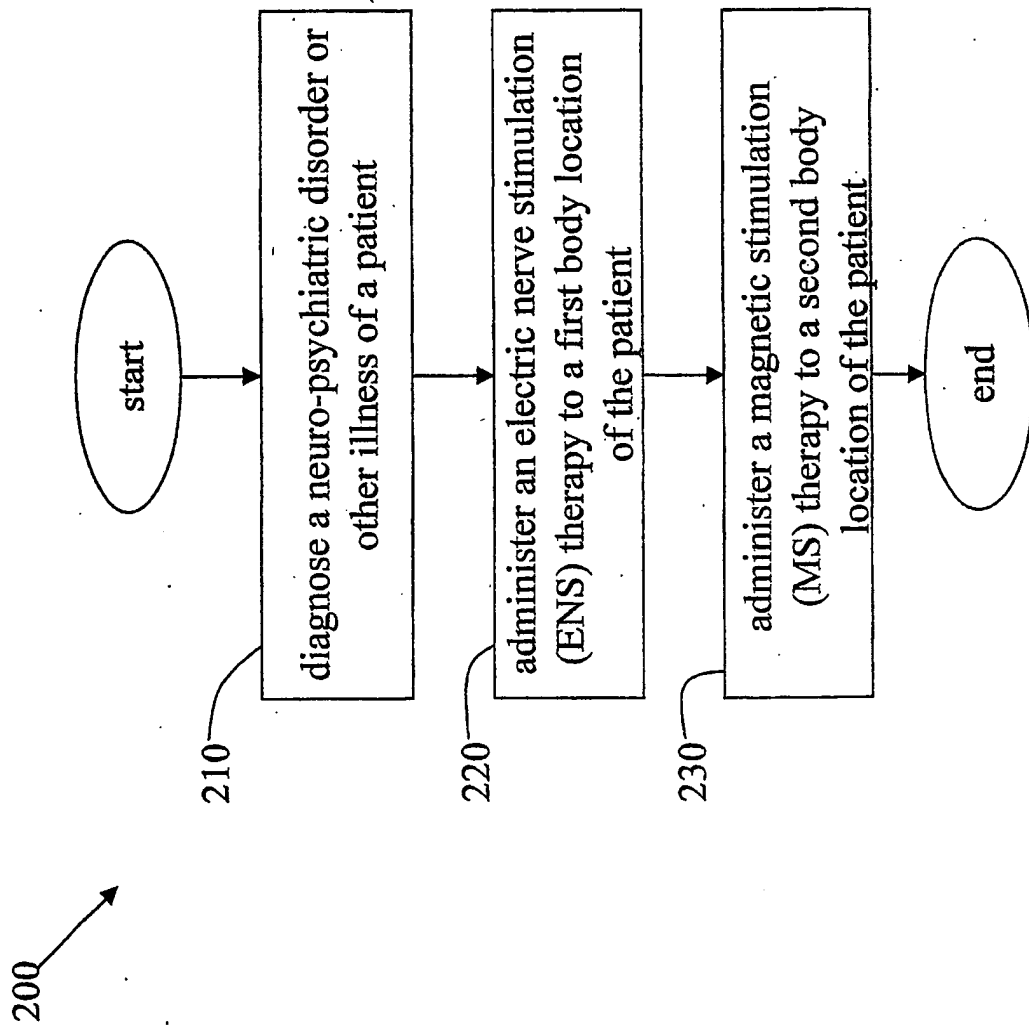 200
start
210
diagnose a neuro-psychiatric disorder or
other illness of a patient
220
administer an electric nerve stimulation
(ENS) therapy to a first body location
of the patient
230
administer a magnetic stimulation
(MS) therapy to a second body
location of the patient
end